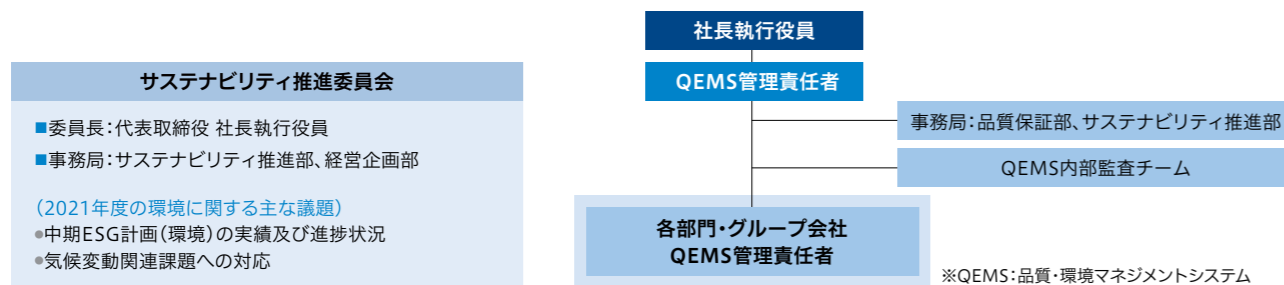 サステナビリティ推進委員会
■委員長：代表取締役 社長執行役員
■事務局：サステナビリティ推進部、経営企画部
（2021年度の環境に関する主な議題）
●中期ESG計画（環境）の実績及び進捗状況
●気候変動関連課題への対応
社長執行役員
QEMS管理責任者
事務局：品質保証部、サステナビリティ推進部
QEMS内部監査チーム
各部門・グループ会社
QEMS管理責任者
※QEMS：品質・環境マネジメントシステム